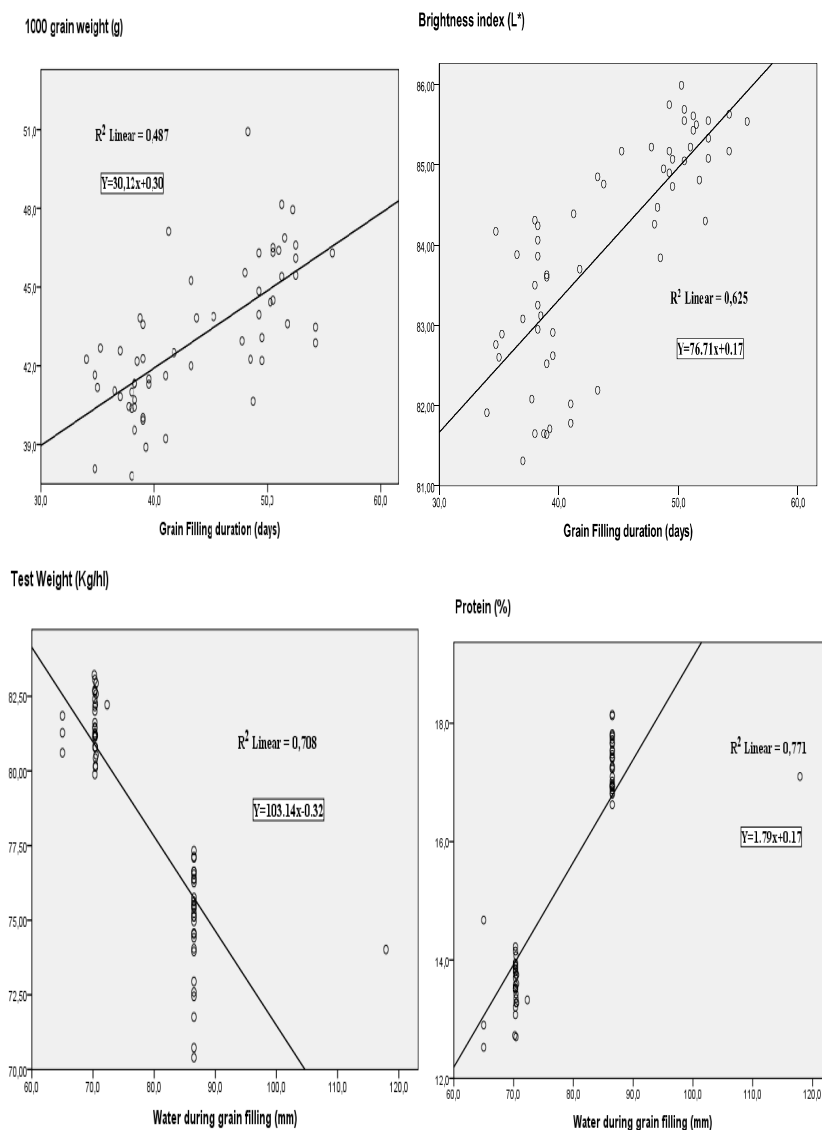 1000 grain weight (g)
51,0
48,0
45,0
42,0
39,0
R² Linear = 0,487
Y=30,12x+0,30
30,0 40,0 50,0 60,0
Grain Filling duration (days)
Brightness index (L*)
86,00
85,00
84,00
83,00
82,00
81,00
R² Linear = 0,625
Y=76.71x+0.17
30,0 40,0 50,0 60,0
Grain Filling duration (days)
Test Weight (Kg/hl)
82,50
80,00
77,50
75,00
72,50
70,00
R² Linear = 0,708
Y=103.14x-0.32
60,0 70,0 80,0 90,0 100,0 110,0 120,0
Water during grain filling (mm)
Protein (%)
18,0
16,0
14,0
12,0
R² Linear = 0,771
Y=1.79x+0.17
60,0 70,0 80,0 90,0 100,0 110,0 120,0
Water during grain filling (mm)